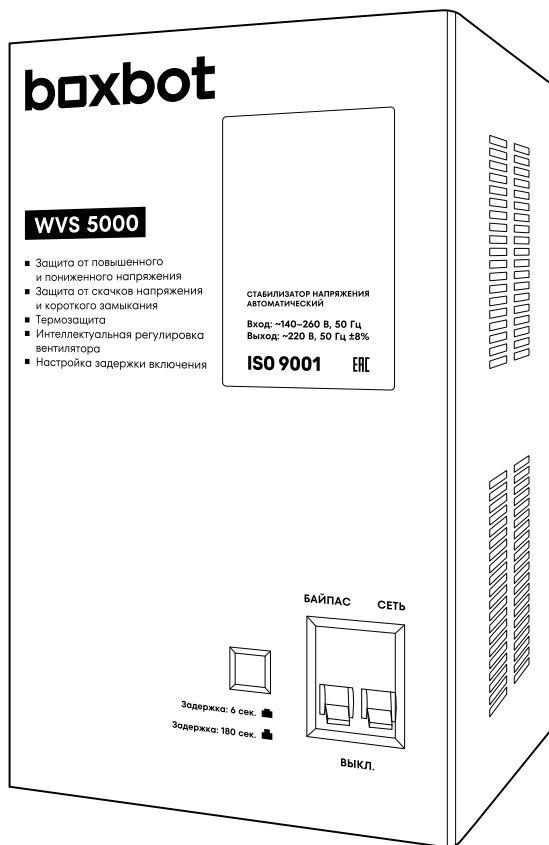 boxbot
WVS 5000
Защита от повышенного
и пониженного напряжения
Защита от скачков напряжения
и короткого замыкания
Термозащита
Интеллектуальная регулировка
вентилятора
Настройка задержки включения
СТАБИЛИЗАТОР НАПРЯЖЕНИЯ
АВТОМАТИЧЕСКИЙ
Вход: ~140–260 В, 50 Гц
Выход: ~220 В, 50 Гц ±8%
ISO 9001 EAC
БАЙПАС СЕТЬ
Задержка: 6 сек.
Задержка: 180 сек.
ВЫКЛ.